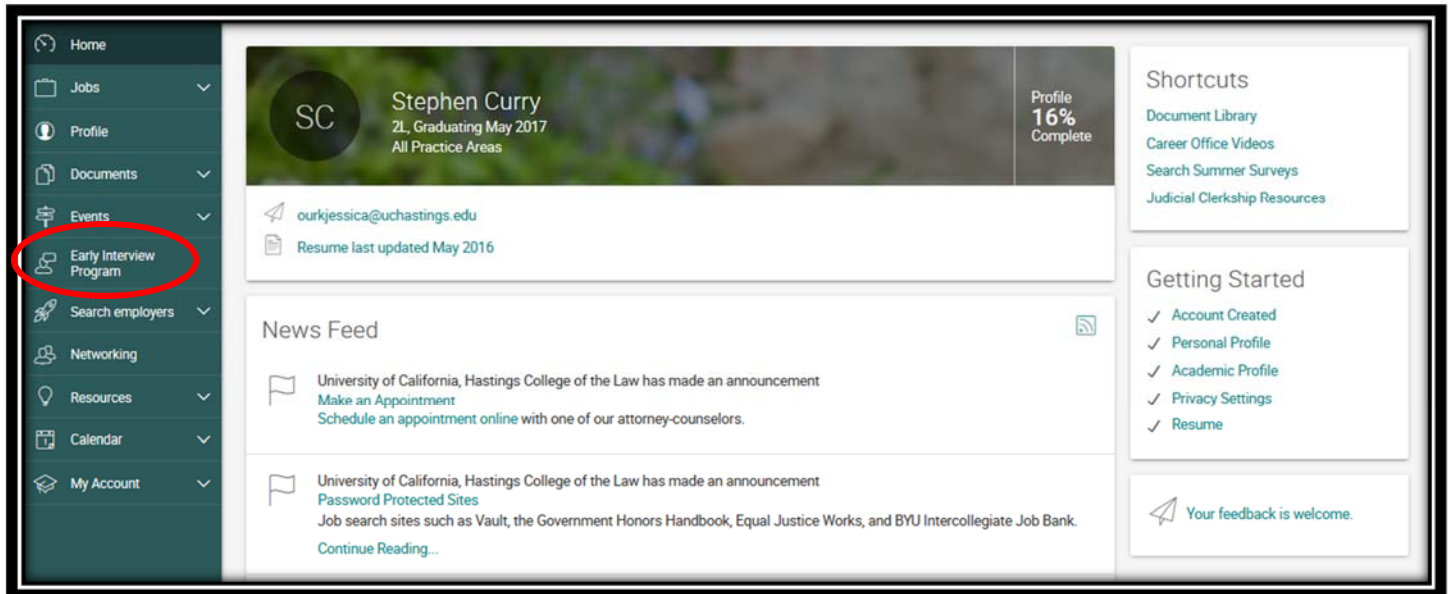 Home
Jobs
Profile
Documents
Events
Early Interview
Program
Search employers
Networking
Resources
Calendar
My Account
SC
Stephen Curry
2L, Graduating May 2017
All Practice Areas
Profile
16%
Complete
ourkjessica@uchastings.edu
Resume last updated May 2016
News Feed
University of California, Hastings College of the Law has made an announcement
Make an Appointment
Schedule an appointment online with one of our attorney-counselors.
University of California, Hastings College of the Law has made an announcement
Password Protected Sites
Job search sites such as Vault, the Government Honors Handbook, Equal Justice Works, and BYU Intercollegiate Job Bank.
Continue Reading...
Shortcuts
Document Library
Career Office Videos
Search Summer Surveys
Judicial Clerkship Resources
Getting Started
Account Created
Personal Profile
Academic Profile
Privacy Settings
Resume
Your feedback is welcome.